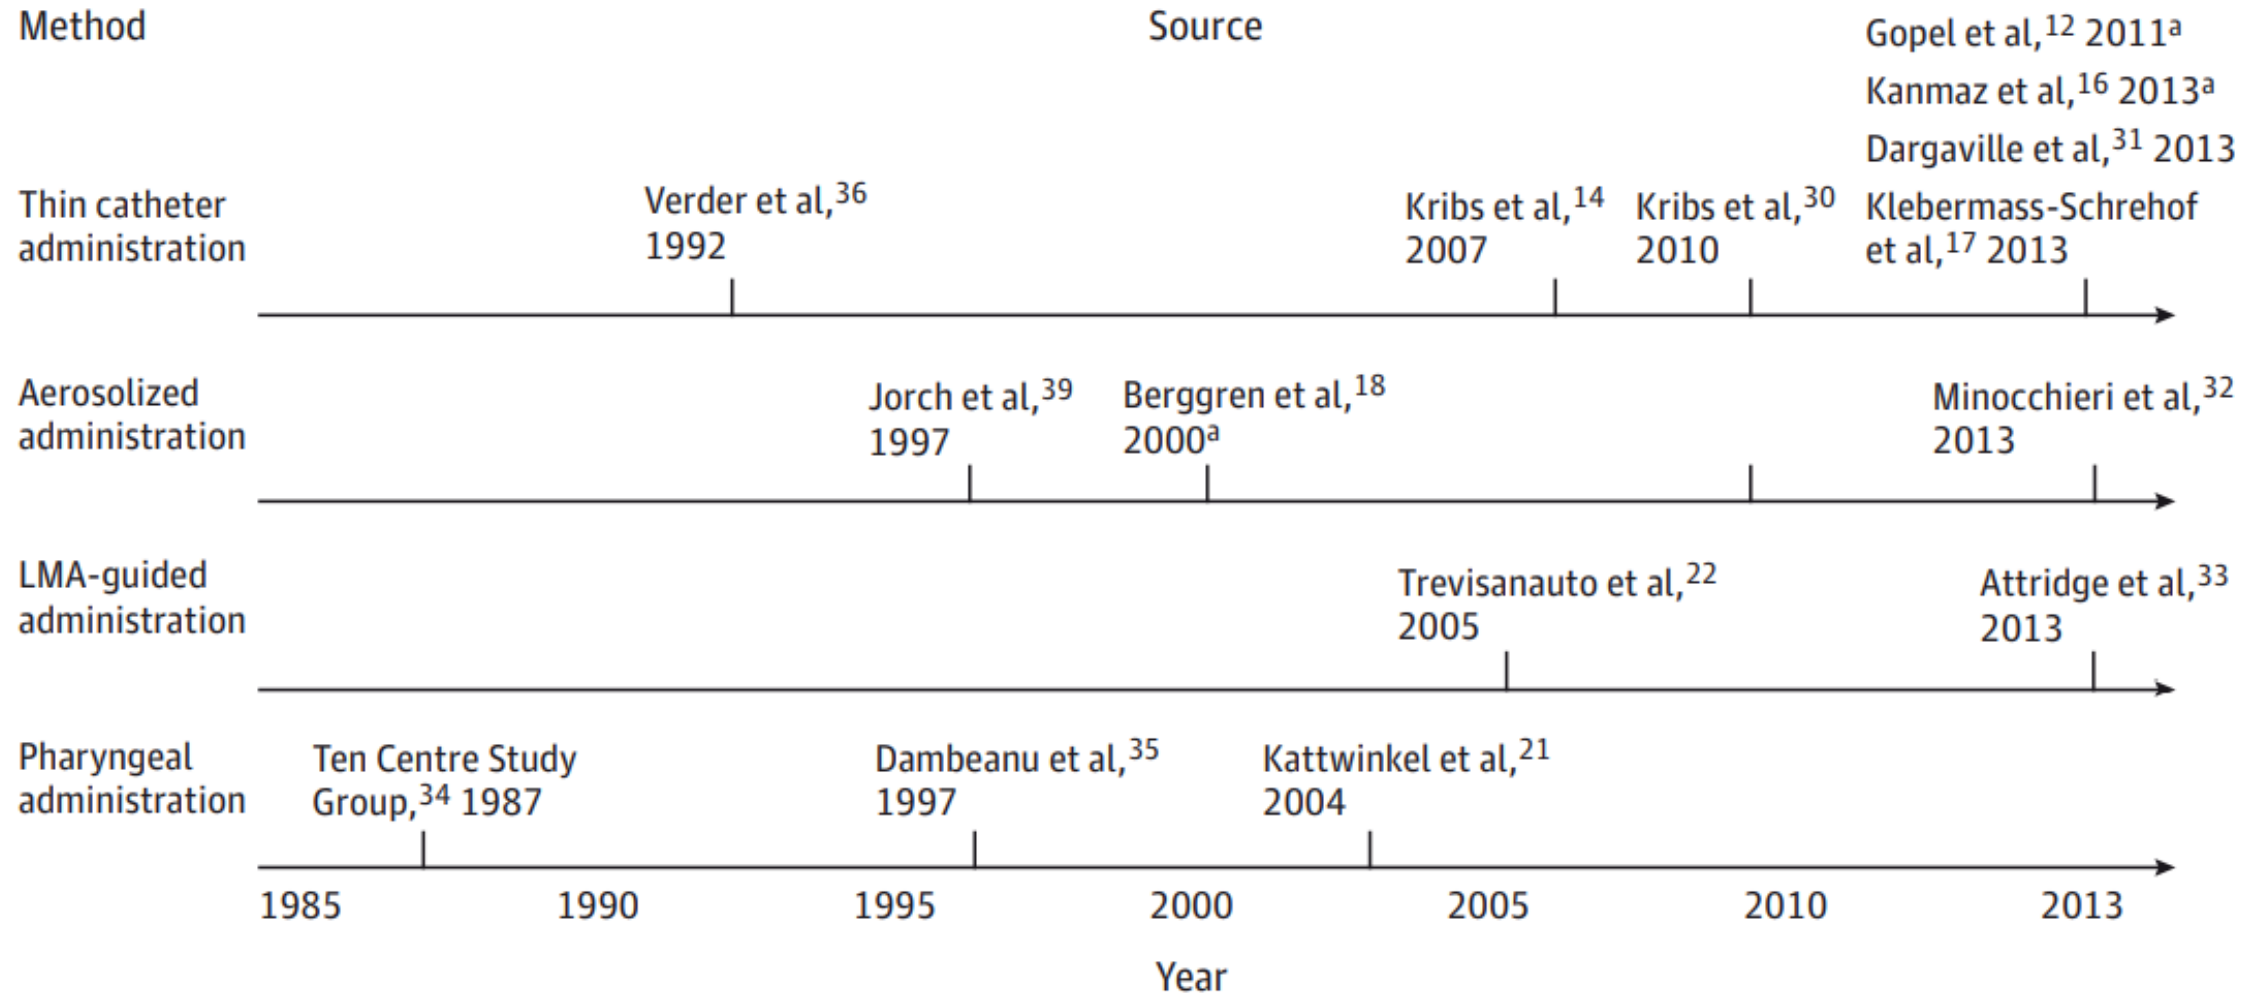 Method
Source
Gopel et al,12 2011a
Kanmaz et al,16 2013a
Dargaville et al,31 2013
Klebermass-Schrehof
et al,17 2013
Thin catheter
administration
Verder et al,36
1992
Kribs et al,14
2007
Kribs et al,30
2010
Aerosolized
administration
Jorch et al,39
1997
Berggren et al,18
2000a
Minocchieri et al,32
2013
LMA-guided
administration
Trevisanauto et al,22
2005
Attridge et al,33
2013
Pharyngeal
administration
Ten Centre Study
Group,34 1987
Dambeanu et al,35
1997
Kattwinkel et al,21
2004
1985 1990 1995 2000 2005 2010 2013
Year